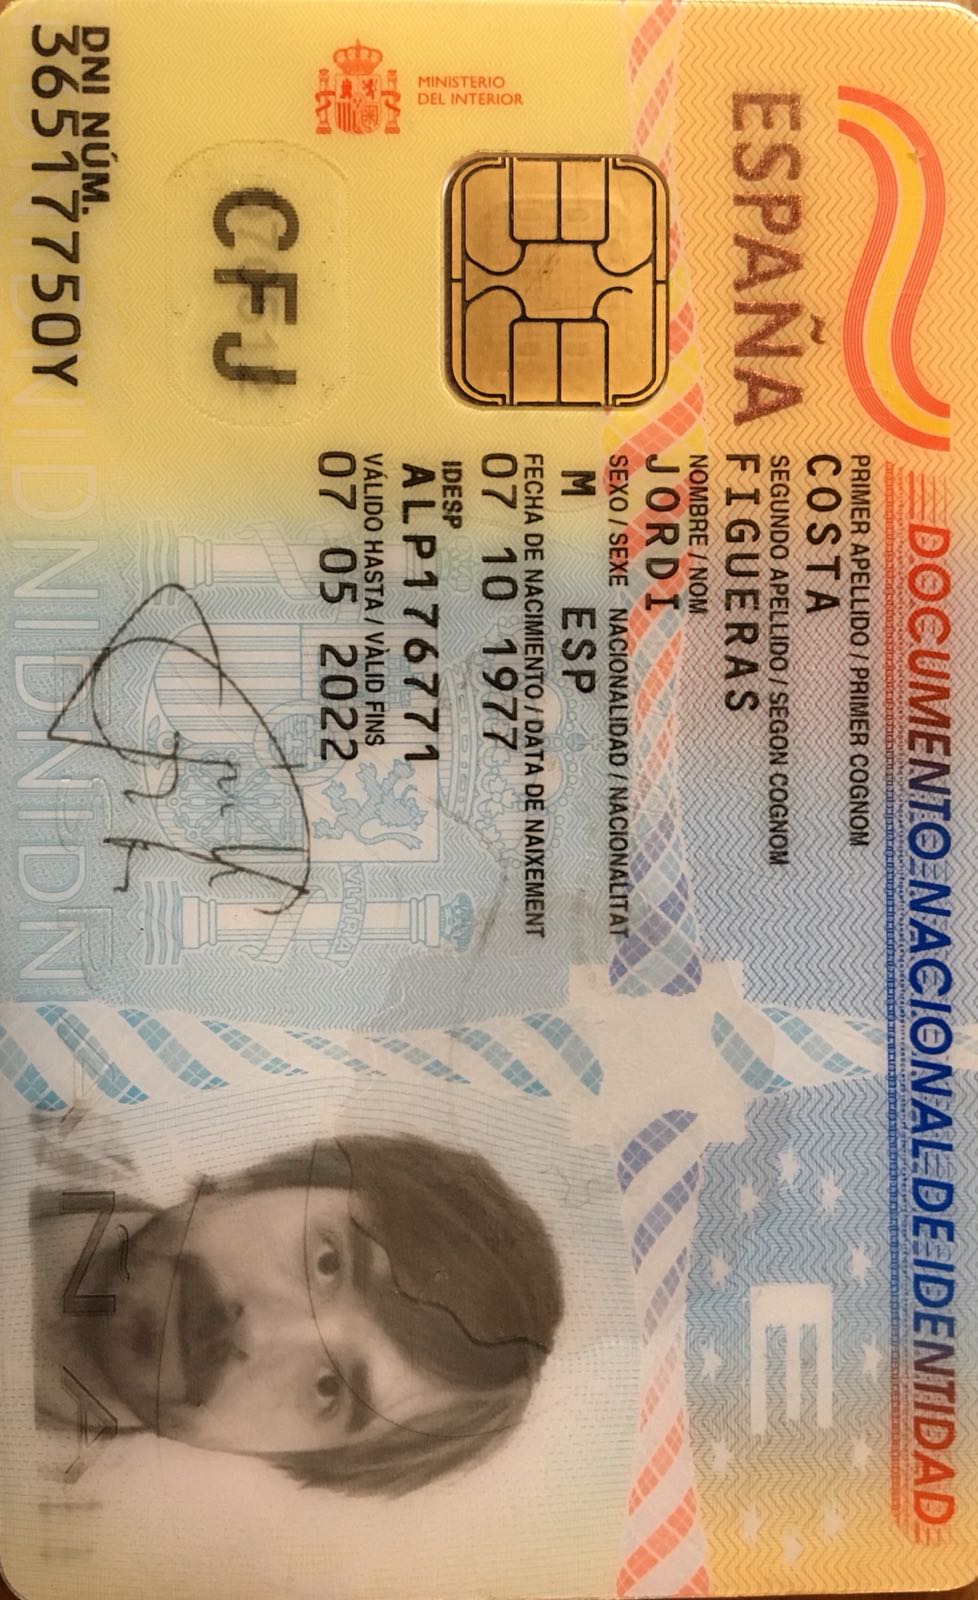 DOCUMENTO NACIONAL DE IDENTIDAD
ESPAÑA
MINISTERIO
DEL INTERIOR
PRIMER APELLIDO / PRIMER COGNOM
COSTA
SEGUNDO APELLIDO / SEGON COGNOM
FIGUERAS
NOMBRE / NOM
JORDI
SEXO / SEXE NACIONALIDAD / NACIONALITAT
M ESP
FECHA DE NACIMIENTO / DATA DE NAIXEMENT
07 10 1977
IDESP
ALP176771
VÁLIDO HASTA / VÀLID FINS
07 05 2022
CFJ
DNI NÚM.
36517750Y
E